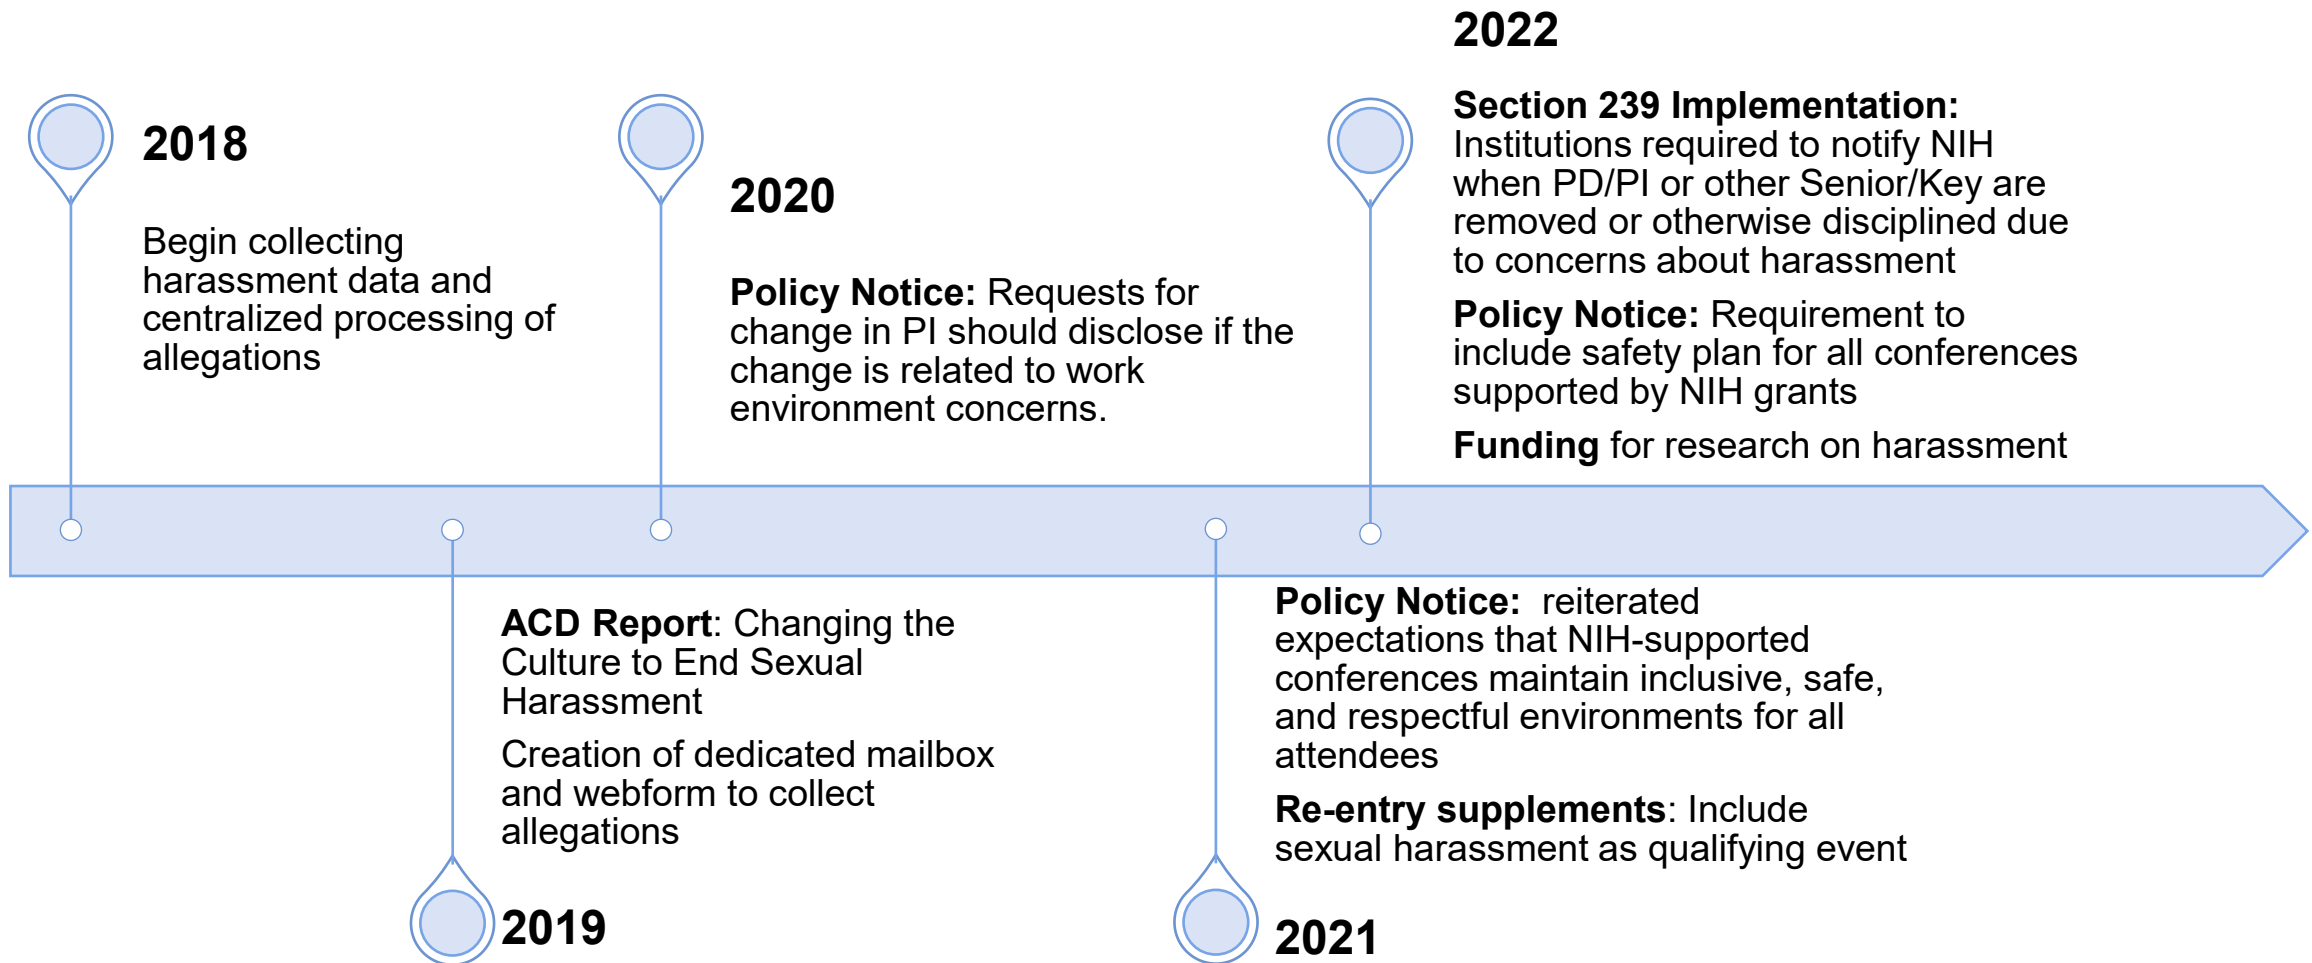 2018
Begin collecting
harassment data and
centralized processing of
allegations
ACD Report: Changing the
Culture to End Sexual
Harassment
Creation of dedicated mailbox
and webform to collect
allegations
2019
2020
Policy Notice: Requests for
change in PI should disclose if the
change is related to work
environment concerns.
Policy Notice:  reiterated
expectations that NIH-supported
conferences maintain inclusive, safe,
and respectful environments for all
attendees
Re-entry supplements: Include
sexual harassment as qualifying event
2021
2022
Section 239 Implementation:
Institutions required to notify NIH
when PD/PI or other Senior/Key are
removed or otherwise disciplined due
to concerns about harassment
Policy Notice: Requirement to
include safety plan for all conferences
supported by NIH grants
Funding for research on harassment